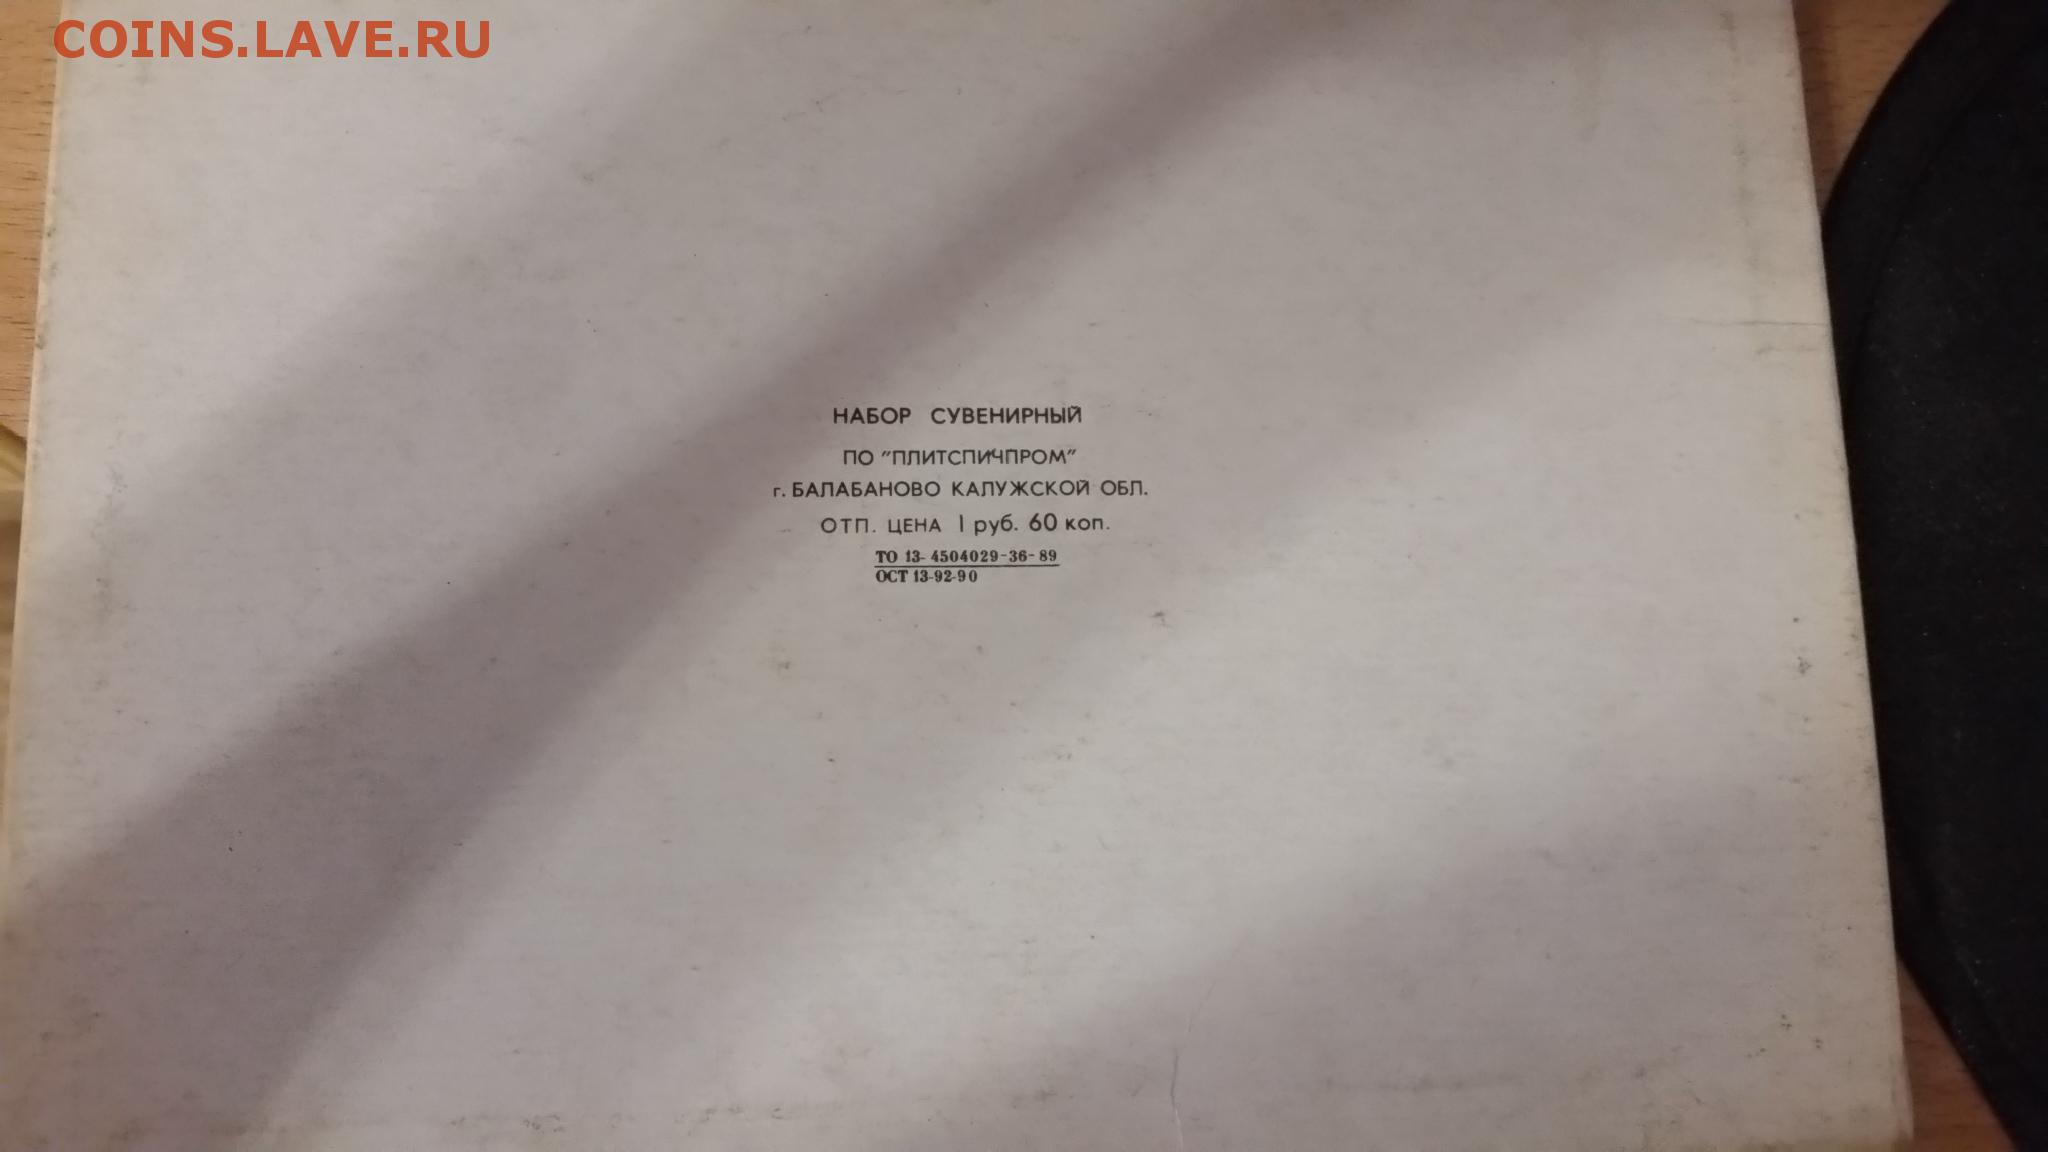 COINS.LAVE.RU
НАБОР СУВЕНИРНЫЙ
ПО "ПЛИТСПИЧПРОМ"
г. БАЛАБАНОВО КАЛУЖСКОЙ ОБЛ.
ОТП. ЦЕНА 1 руб. 60 коп.
ТО 13-4504029-36-89
ОСТ 13-92-90